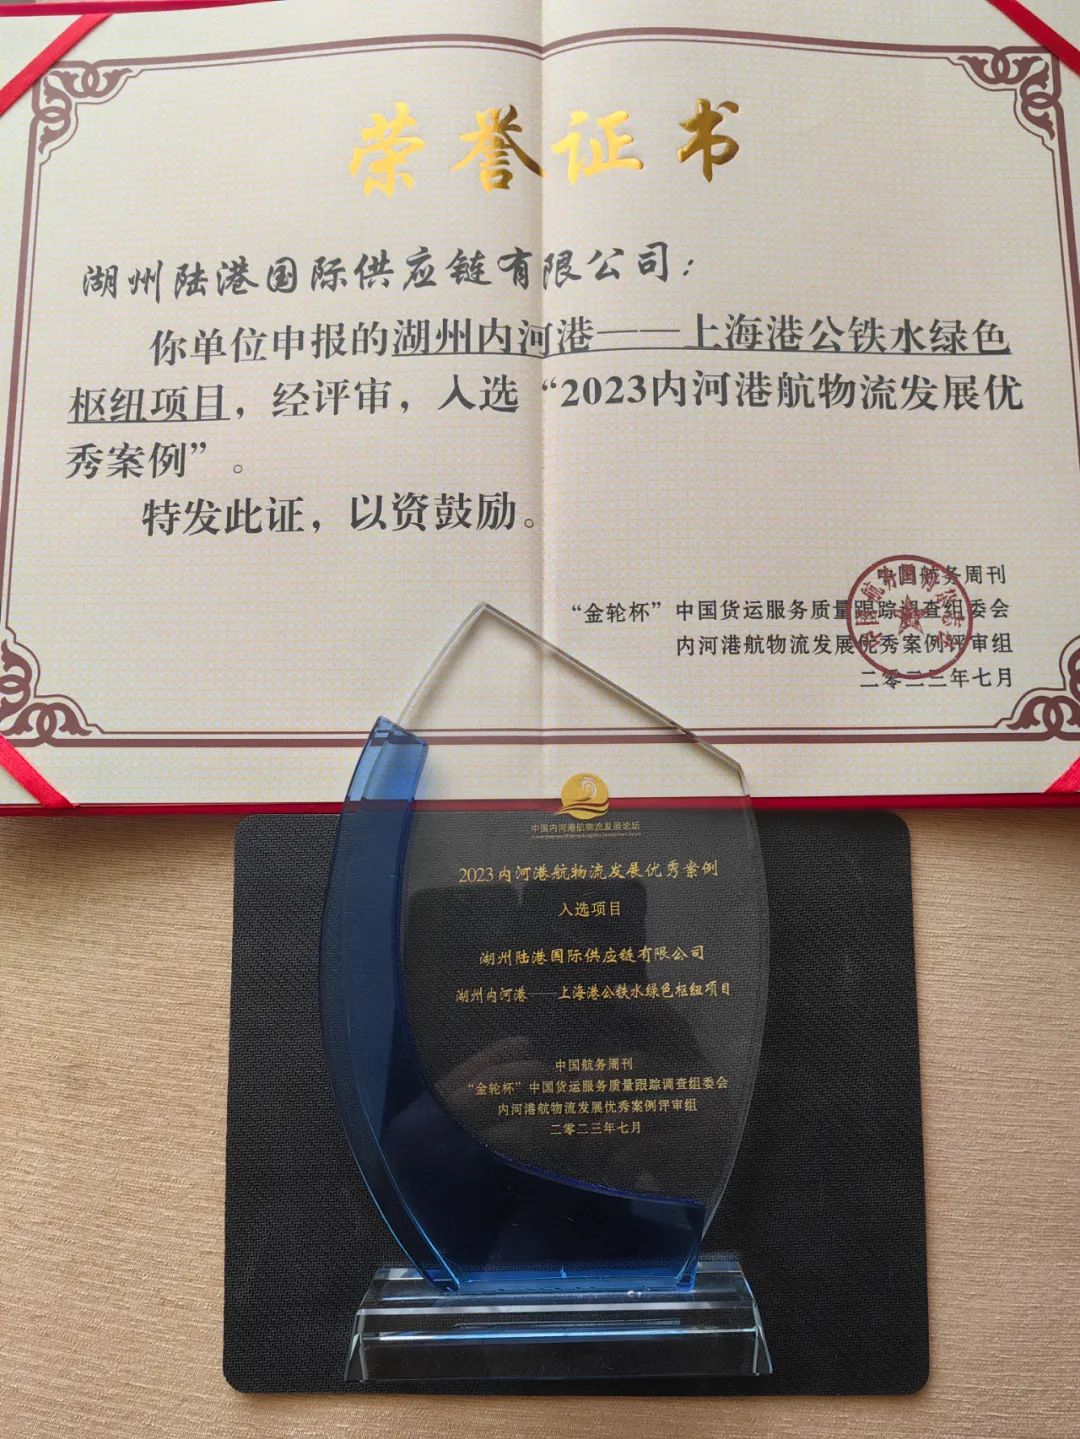 荣誉证书
湖州陆港国际供应链有限公司：
你单位申报的湖州内河港——上海港公铁水绿色
枢纽项目，经评审，入选“2023内河港航物流发展优
秀案例”。
特发此证，以资鼓励。
中国航务周刊
“金轮杯”中国货运服务质量跟踪调查组委会
内河港航物流发展优秀案例评审组
二零二三年七月
中国内河港航物流发展论坛
2023内河港航物流发展优秀案例
入选项目
湖州陆港国际供应链有限公司
湖州内河港——上海港公铁水绿色枢纽项目
中国航务周刊
“金轮杯”中国货运服务质量跟踪调查组委会
内河港航物流发展优秀案例评审组
二零二三年七月